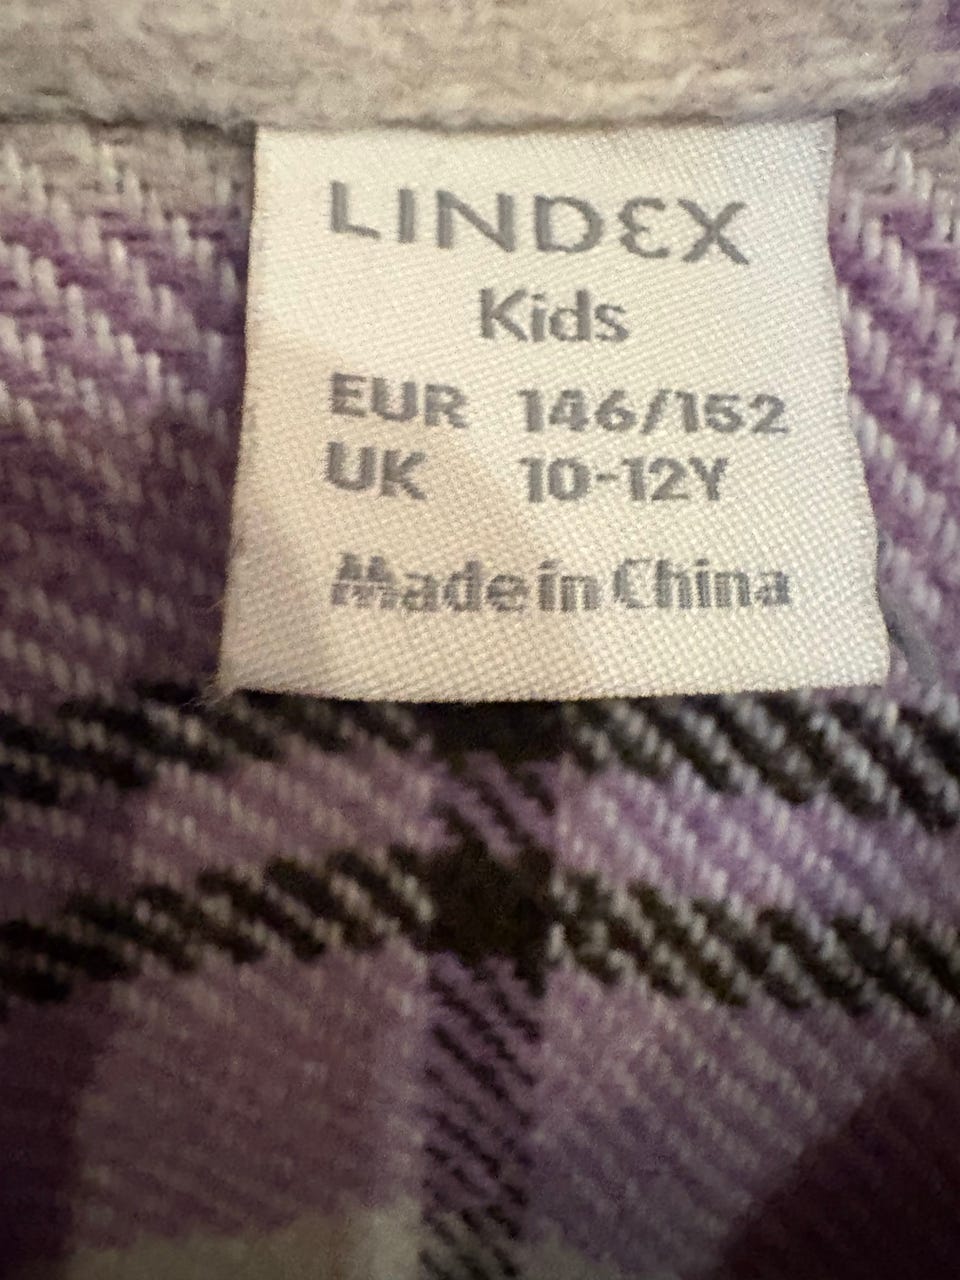 LINDEX
Kids
EUR 146/152
UK 10-12Y
Made in China